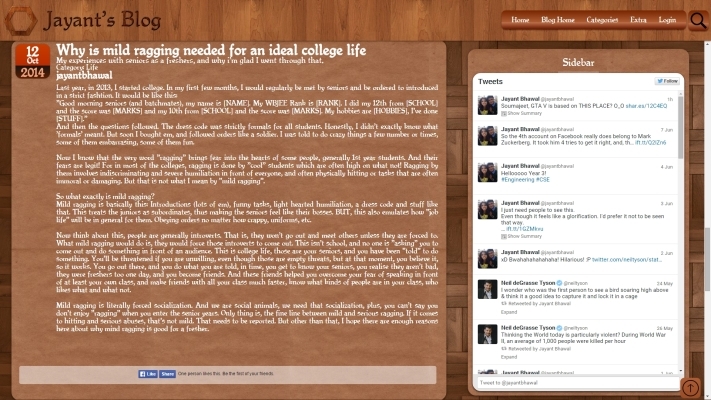 Jayant's Blog
Home Blog Home Categories Extra Login
12
Oct
2014
Why is mild ragging needed for an ideal college life
My experiences with seniors as a freshers, and why i'm glad I went through that,
Category Life
jayantbhawal
Last year, in 2013, I started college. In my first few months, I would regularly be met by seniors and be ordered to introduced
in a strict fashion. It would be like this
"Good morning seniors (and batchmates), my name is [NAME]. My WBJEE Rank is [RANK]. I did my 12th from [SCHOOL]
and the score was [MARKS] and my 10th from [SCHOOL] and the score was [MARKS]. My hobbies are [HOBBIES], I've done
[STUFF]."
And then the questions followed. The dress code was strictly formals for all students. Honestly, I didn't exactly know what
'formals' meant. But soon I bought em, and followed orders like a soldier. I was told to do crazy things a few number or times,
some of them embarcasing, some of them fun.
Now I know that the very word "ragging" brings fear into the hearts of some people, generally 1st year students. And their
fears are legit! For in most of the colleges, ragging is done by "cool" students which are often high on what not! Ragging by
them involves indiscriminating and severe humiliation in front of everyone, and often physically hitting or tasks that are often
immoral or damaging. But that is not what I mean by "mild ragging".
So what exactly is mild ragging?
Mild ragging is basically this Introductions (lots of em), funny tasks, light hearted humiliation, a dress code and stuff like
that. This treats the juniors as subordinates, thus making the seniors feel like their bosses. BUT, this also emulates how "job
life" will be in general for them. Obeying orders no matter how crappy, uniforms, etc.
Now think about this, people are generally introverts. That is, they won't go out and meet others unless they are forced to.
What mild ragging would do is, they would force those introverts to come out. This isn't school, and no one is "asking" you to
come out and do something in front of an audience. This is college life, those are your seniors, and you have been "told" to do
something. You'll be threatened if you are unwilling, even though those are empty threats, but at that moment, you believe it,
so it works. You go out there, and you do what you are told, in time, you get to know your seniors, you realise they aren't bad,
they were freshers too one day, and you become friends. And these friends helped you overcome your fear of speaking in front
of at least your own class, and make friends with all your class much faster, know what kinds of people are in your class, who
likes what and what not.
Mild ragging is literally forced socialization. And we are social animals, we need that socialization, plus, you can't say you
don't enjoy "ragging" when you enter the senior years. Only thing is, the fine line between mild and serious ragging. If it comes
to hitting and serious abuses, that's not mild. That needs to be reported. But other than that, I hope there are enough reasons
here about why mind ragging is good for a fresher.
Like Share One person likes this. Be the first of your friends.
Sidebar
Tweets Follow
Jayant Bhawal @jayantbhawal 1h
Soumajeet, GTA V is based on THIS PLACE? O_O shar.es/12C4EQ
Show Summary
Jayant Bhawal @jayantbhawal 7 Jun
So the 4th account on Facebook really does belong to Mark
Zuckerberg. It took him 4 tries to get it right, and, th...
Jayant Bhawal @jayantbhawal 4 Jun
Helloooo Year 3!
#Engineering #CSE
Jayant Bhawal @jayantbhawal 3 Jun
I just need people to see this.
Even though it feels like a glorification. I'd prefer it not to be seen
that way.
Show Summary
Jayant Bhawal @jayantbhawal 2 Jun
xD Bwahahahahaha! Hilarious! :P twitter.com/neiltyson/stat...
Neil deGrasse Tyson @neiltyson 24 May
I wonder who was the first person to see a bird soaring high above
& think it a good idea to capture it and lock it in a cage
Expand
Neil deGrasse Tyson @neiltyson 26 May
Thinking the World today is particularly violent? During World War
II, an average of 1,000 people were killed per hour
Retweeted by Jayant Bhawal
Expand
Jayant Bhawal @jayantbhawal
Tweet to @jayantbhawal